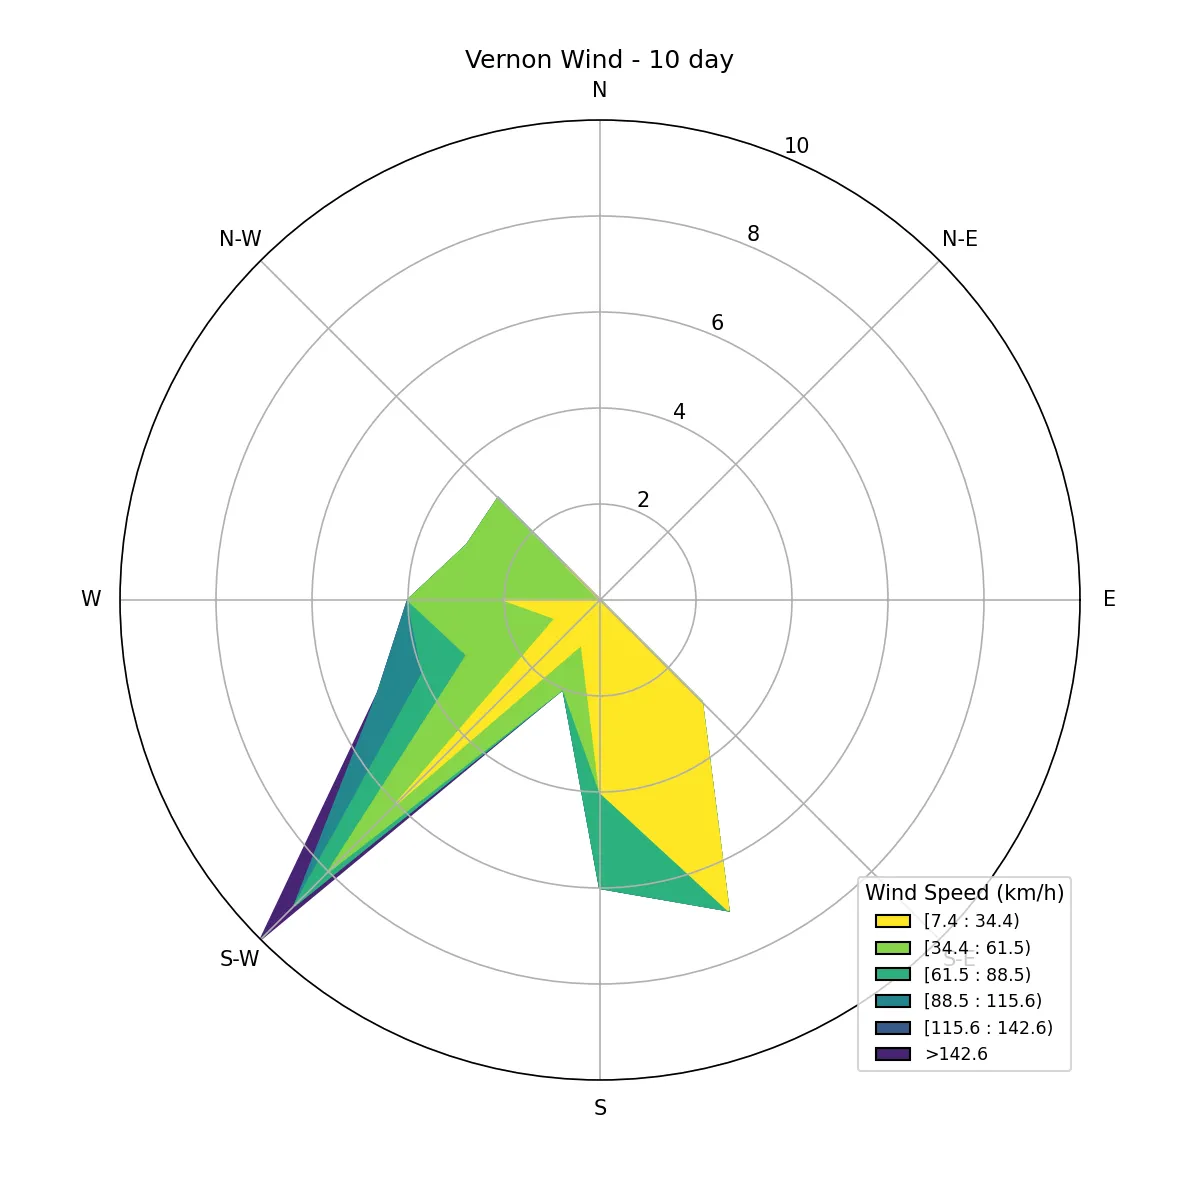 Vernon Wind - 10 day
N
10
N-W
N-E
8
6
4
2
W
E
S-W
S-E
S
Wind Speed (km/h)
[7.4 : 34.4)
[34.4 : 61.5)
[61.5 : 88.5)
[88.5 : 115.6)
[115.6 : 142.6)
>142.6